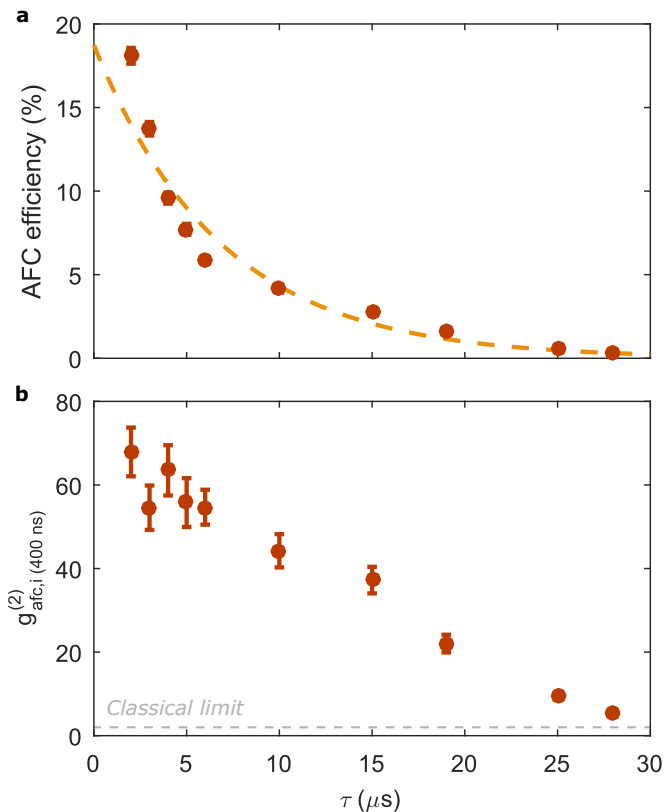 a
20
15
10
5
0
AFC efficiency (%)
b
80
60
40
20
0
g(2)afc,i (400 ns)
Classical limit
0 5 10 15 20 25 30
τ (μs)